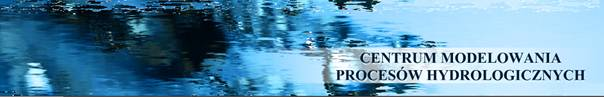 CENTRUM MODELOWANIA
PROCESÓW HYDROLOGICZNYCH